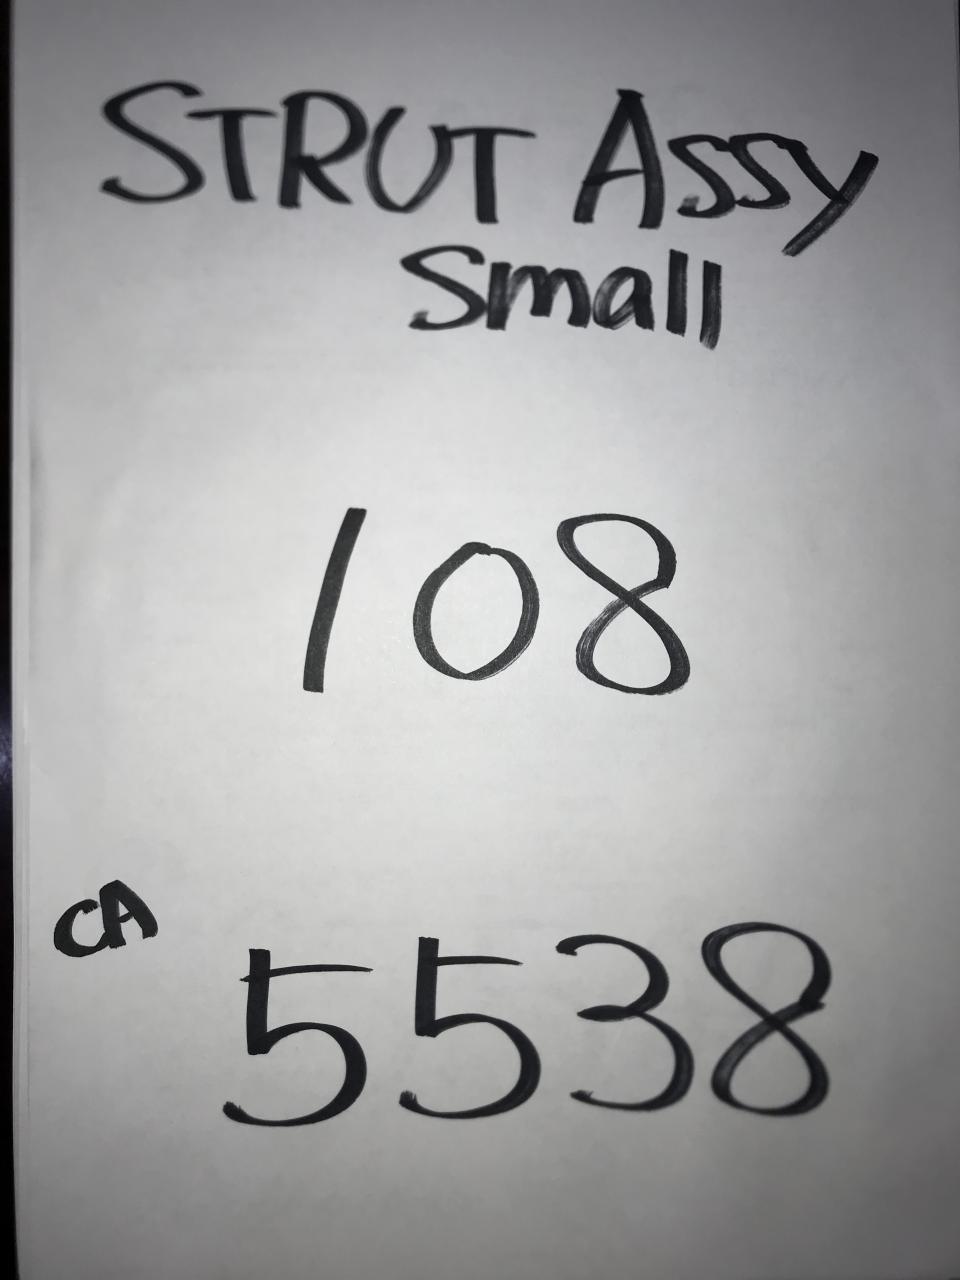 STRUT Assy
Small
108
CA 5538